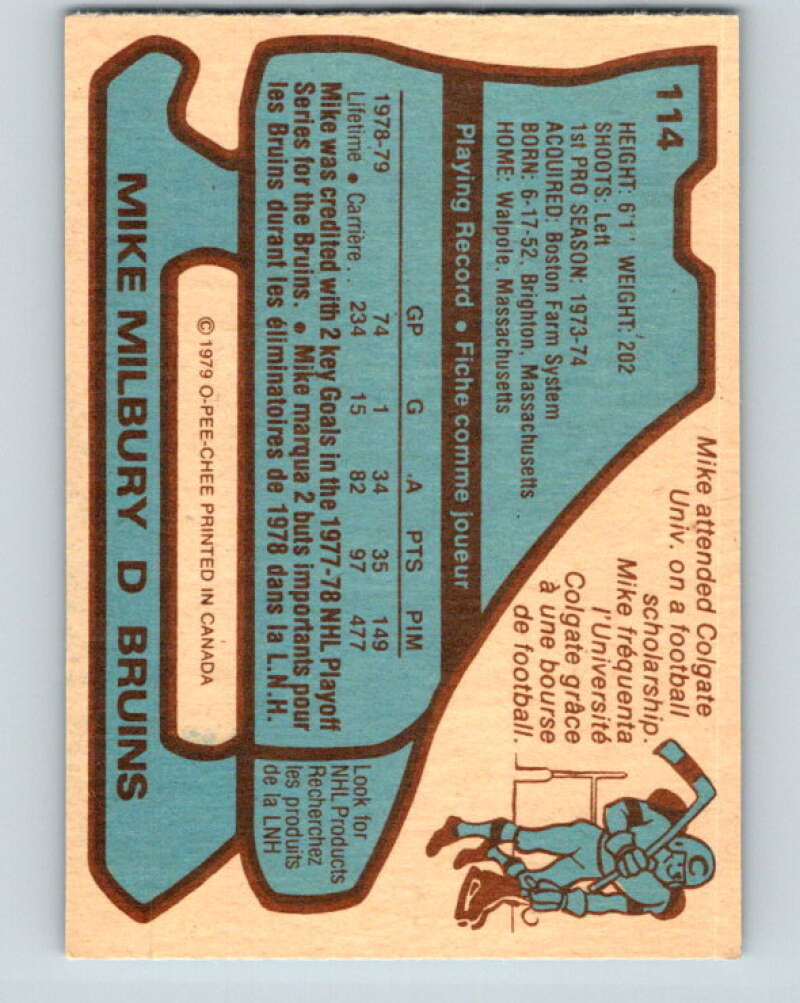 114
HEIGHT: 6'1' WEIGHT: 202
SHOOTS: Left
1st PRO SEASON: 1973-74
ACQUIRED: Boston Farm System
BORN: 6-17-52, Brighton, Massachusetts
HOME: Walpole, Massachusetts
Mike attended Colgate
Univ. on a football
scholarship.
Mike fréquenta
l'Université
Colgate grâce
à une bourse
de football.
C
Playing Record • Fiche comme joueur
GP G A PTS PIM
1978-79 74 1 34 35 149
Lifetime • Carrière.. 234 15 82 97 477
Mike was credited with 2 key Goals in the 1977-78 NHL Playoff
Series for the Bruins. • Mike marqua 2 buts importants pour
les Bruins durant les éliminatoires de 1978 dans la L.N.H.
Look for
NHL Products
Recherchez
les produits
de la LNH
© 1979 O-PEE-CHEE PRINTED IN CANADA
MIKE MILBURY D BRUINS